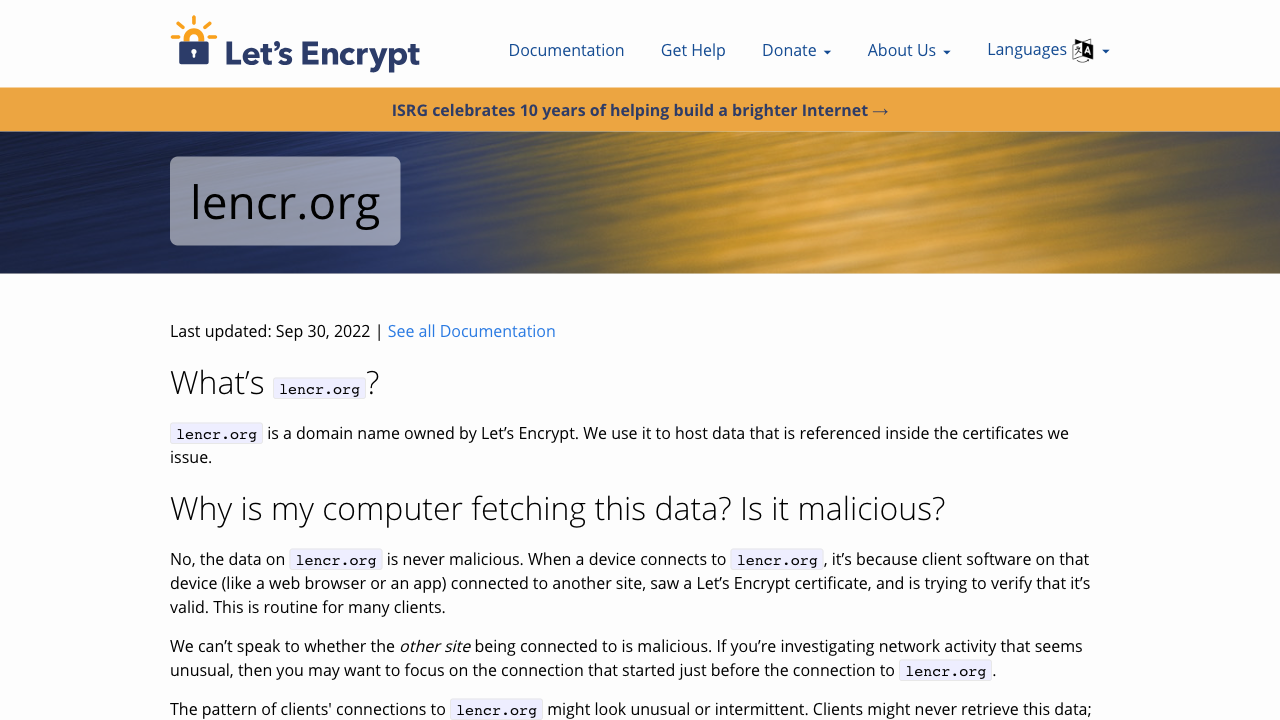 Let's Encrypt
Documentation
Get Help
Donate
About Us
Languages
ISRG celebrates 10 years of helping build a brighter Internet →
lencr.org
Last updated: Sep 30, 2022 | See all Documentation
What’s lencr.org?
lencr.org is a domain name owned by Let’s Encrypt. We use it to host data that is referenced inside the certificates we
issue.
Why is my computer fetching this data? Is it malicious?
No, the data on lencr.org is never malicious. When a device connects to lencr.org, it’s because client software on that
device (like a web browser or an app) connected to another site, saw a Let’s Encrypt certificate, and is trying to verify that it’s
valid. This is routine for many clients.
We can’t speak to whether the other site being connected to is malicious. If you’re investigating network activity that seems
unusual, then you may want to focus on the connection that started just before the connection to lencr.org.
The pattern of clients' connections to lencr.org might look unusual or intermittent. Clients might never retrieve this data;